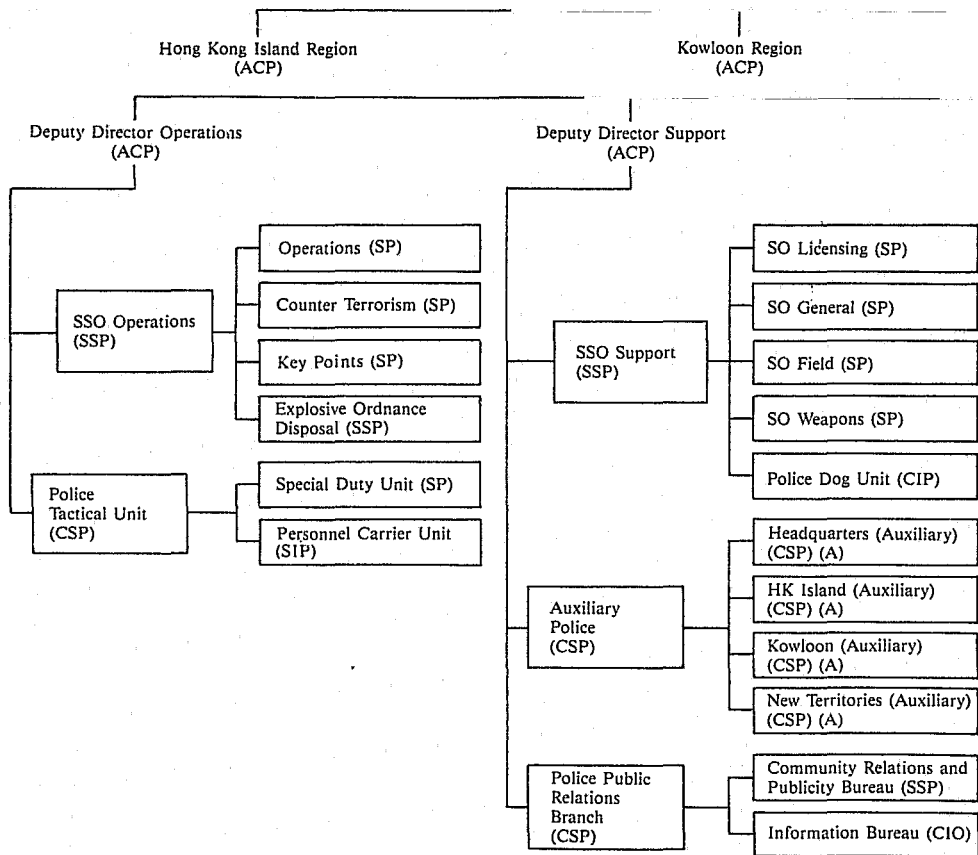 Hong Kong Island Region
(ACP)
Kowloon Region
(ACP)
Deputy Director Operations
(ACP)
Deputy Director Support
(ACP)
SSO Operations
(SSP)
Operations (SP)
Counter Terrorism (SP)
Key Points (SP)
Explosive Ordnance
Disposal (SSP)
Police
Tactical Unit
(CSP)
Special Duty Unit (SP)
Personnel Carrier Unit
(SIP)
SSO Support
(SSP)
SO Licensing (SP)
SO General (SP)
SO Field (SP)
SO Weapons (SP)
Police Dog Unit (CIP)
Auxiliary
Police
(CSP)
Headquarters (Auxiliary)
(CSP) (A)
HK Island (Auxiliary)
(CSP) (A)
Kowloon (Auxiliary)
(CSP) (A)
New Territories (Auxiliary)
(CSP) (A)
Police Public
Relations
Branch
(CSP)
Community Relations and
Publicity Bureau (SSP)
Information Bureau (CIO)